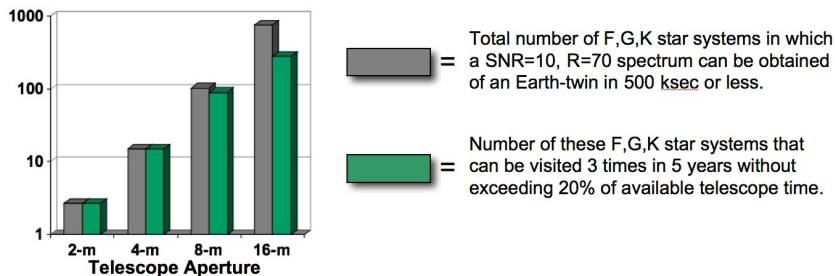 1000
100
10
1
2-m 4-m 8-m 16-m
Telescope Aperture
= Total number of F,G,K star systems in which
a SNR=10, R=70 spectrum can be obtained
of an Earth-twin in 500 ksec or less.
= Number of these F,G,K star systems that
can be visited 3 times in 5 years without
exceeding 20% of available telescope time.